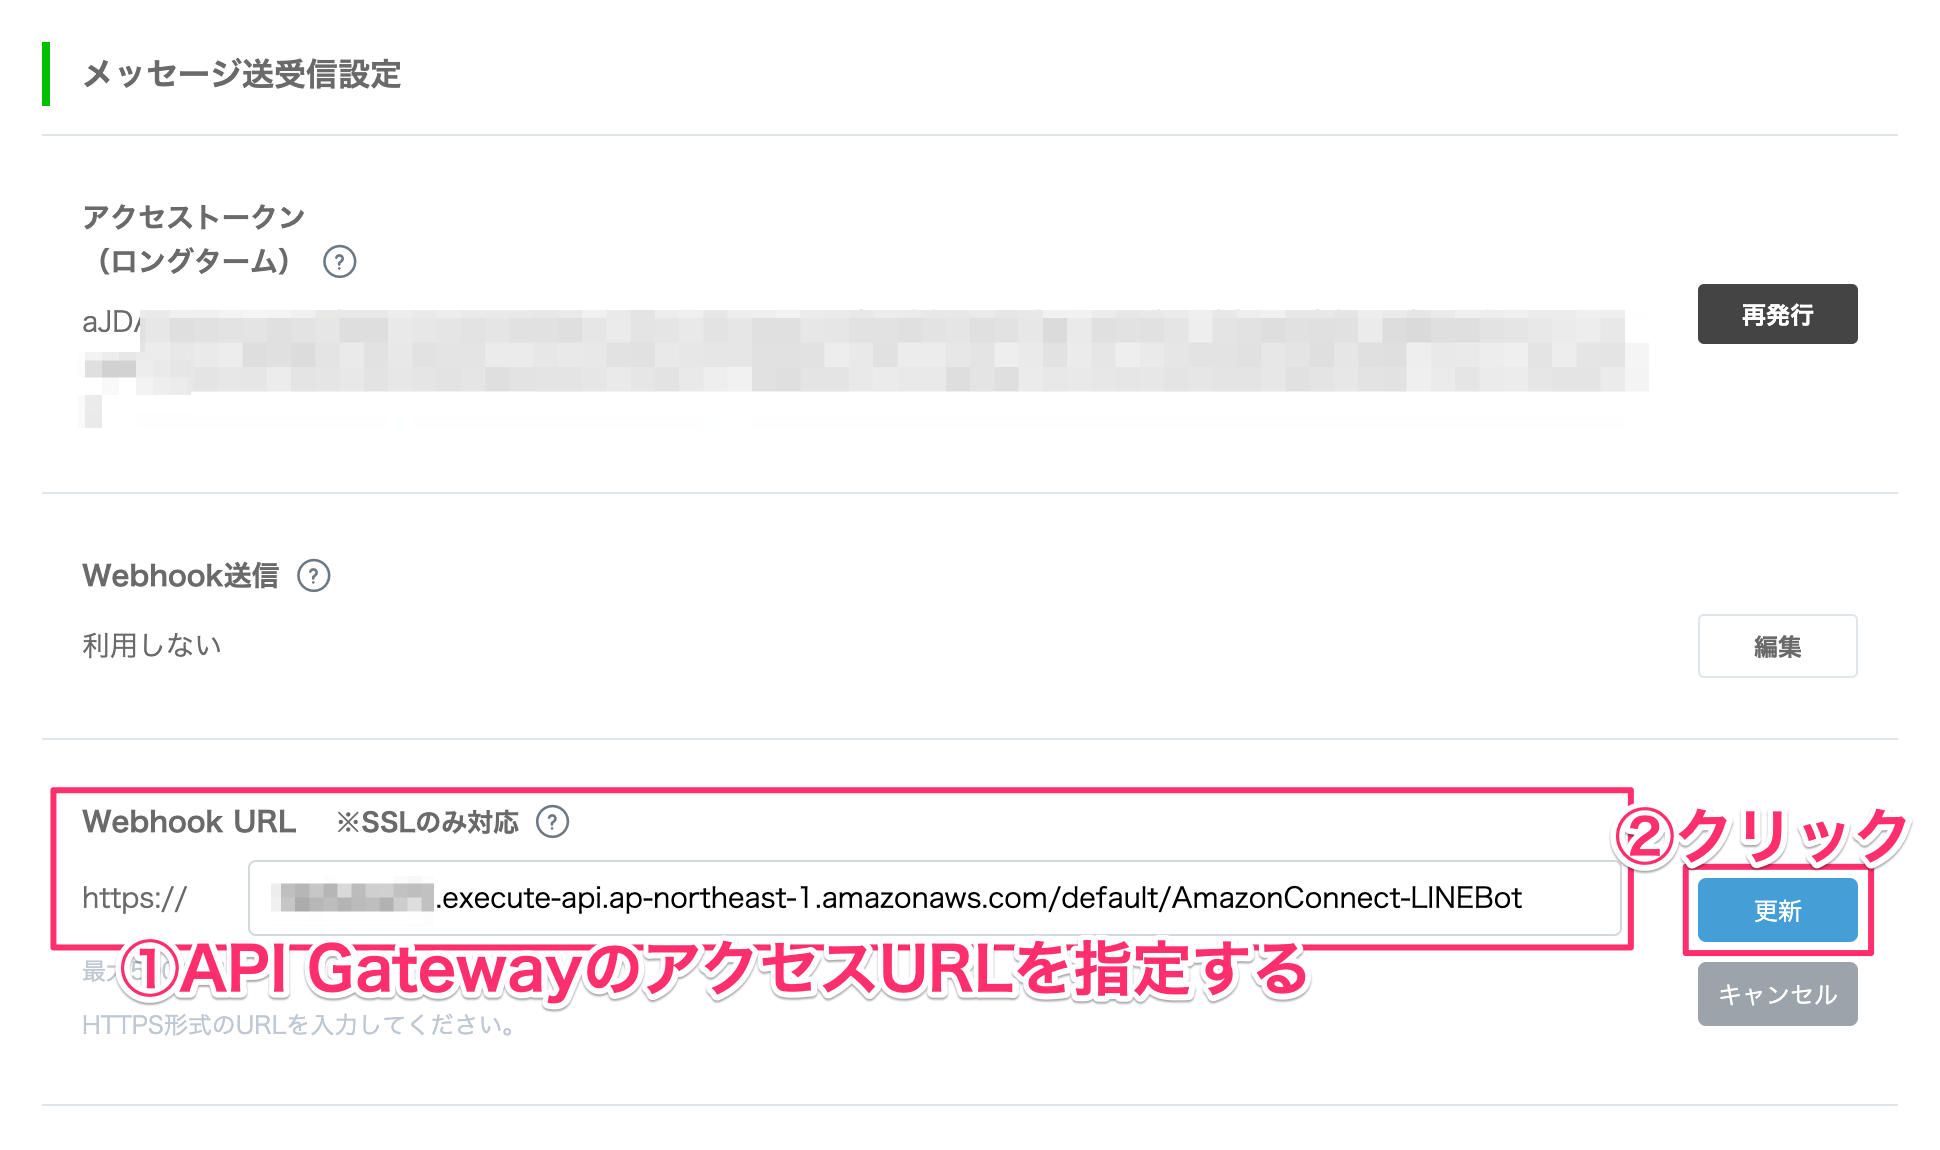 メッセージ送受信設定
アクセストークン
（ロングターム） ?
aJDA
再発行
Webhook送信 ?
利用しない
編集
Webhook URL ※SSLのみ対応 ?
②クリック
https:// .execute-api.ap-northeast-1.amazonaws.com/default/AmazonConnect-LINEBot
更新
①API GatewayのアクセスURLを指定する
キャンセル
HTTPS形式のURLを入力してください。